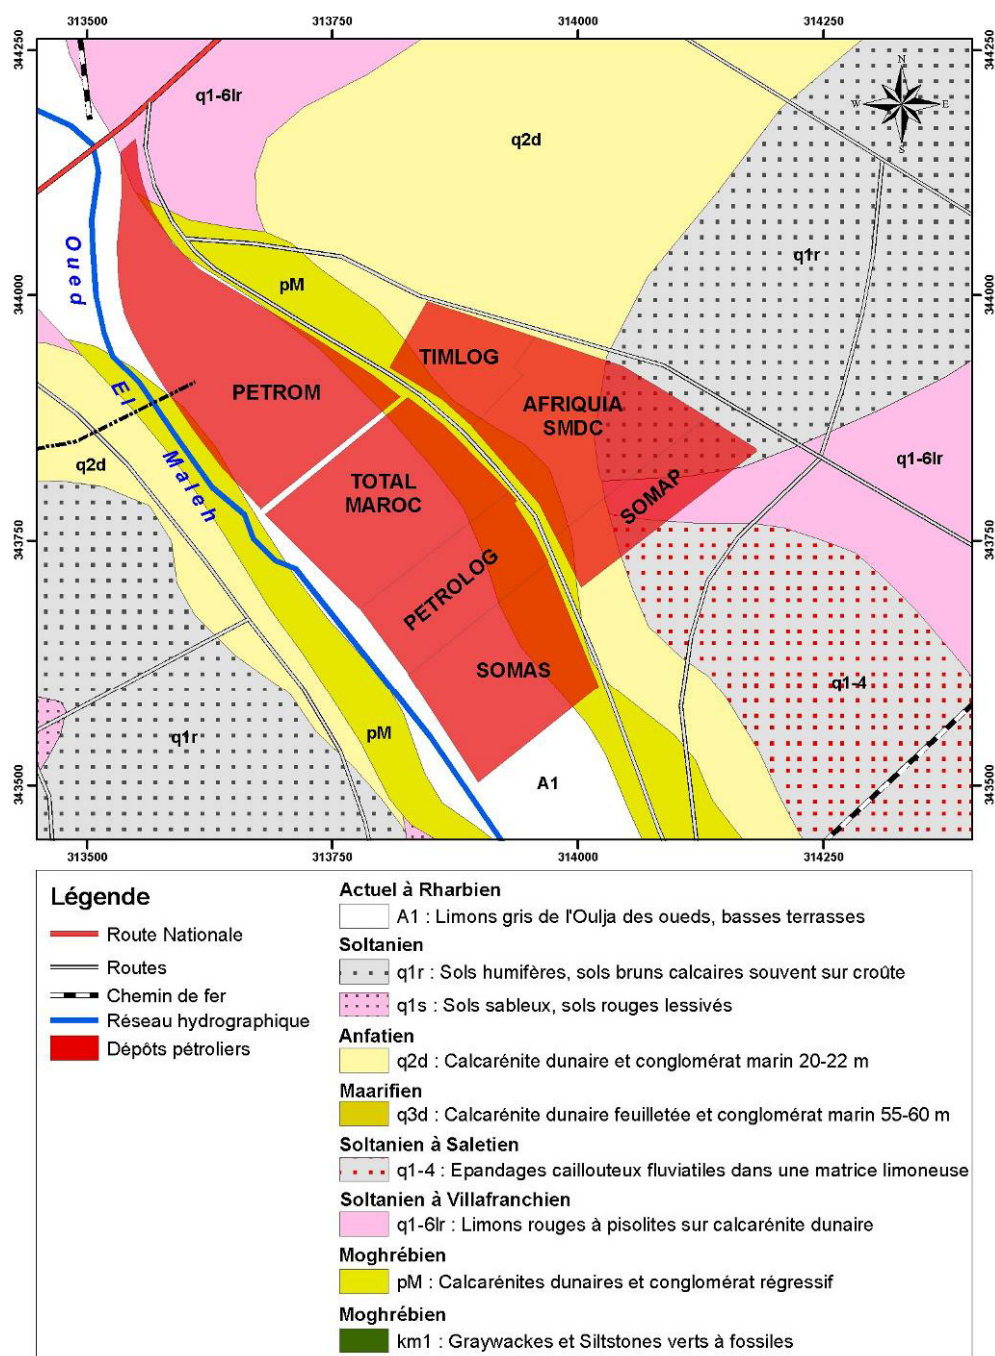 313500 313750 314000 314250
344250 344250
N
W E
S
q1-6lr
q2d
q1r
Oued
344000 344000
pM
TIMLOG
PETROM
AFRIQUIA
SMDC
El
q2d
Maleh
q1-6lr
TOTAL
MAROC
SOMAP
343750 343750
PETROLOG
SOMAS
q1-4
q1r
pM
A1
343500 343500
313500 313750 314000 314250
Légende
Route Nationale
Routes
Chemin de fer
Réseau hydrographique
Dépôts pétroliers
Actuel à Rharbien
A1 : Limons gris de l'Oulja des oueds, basses terrasses
Soltanien
q1r : Sols humifères, sols bruns calcaires souvent sur croûte
q1s : Sols sableux, sols rouges lessivés
Anfatien
q2d : Calcarénite dunaire et conglomérat marin 20-22 m
Maarifien
q3d : Calcarénite dunaire feuilletée et conglomérat marin 55-60 m
Soltanien à Saletien
q1-4 : Epandages caillouteux fluviatiles dans une matrice limoneuse
Soltanien à Villafranchien
q1-6lr : Limons rouges à pisolites sur calcarénite dunaire
Moghrébien
pM : Calcarénites dunaires et conglomérat régressif
Moghrébien
km1 : Graywackes et Siltstones verts à fossiles